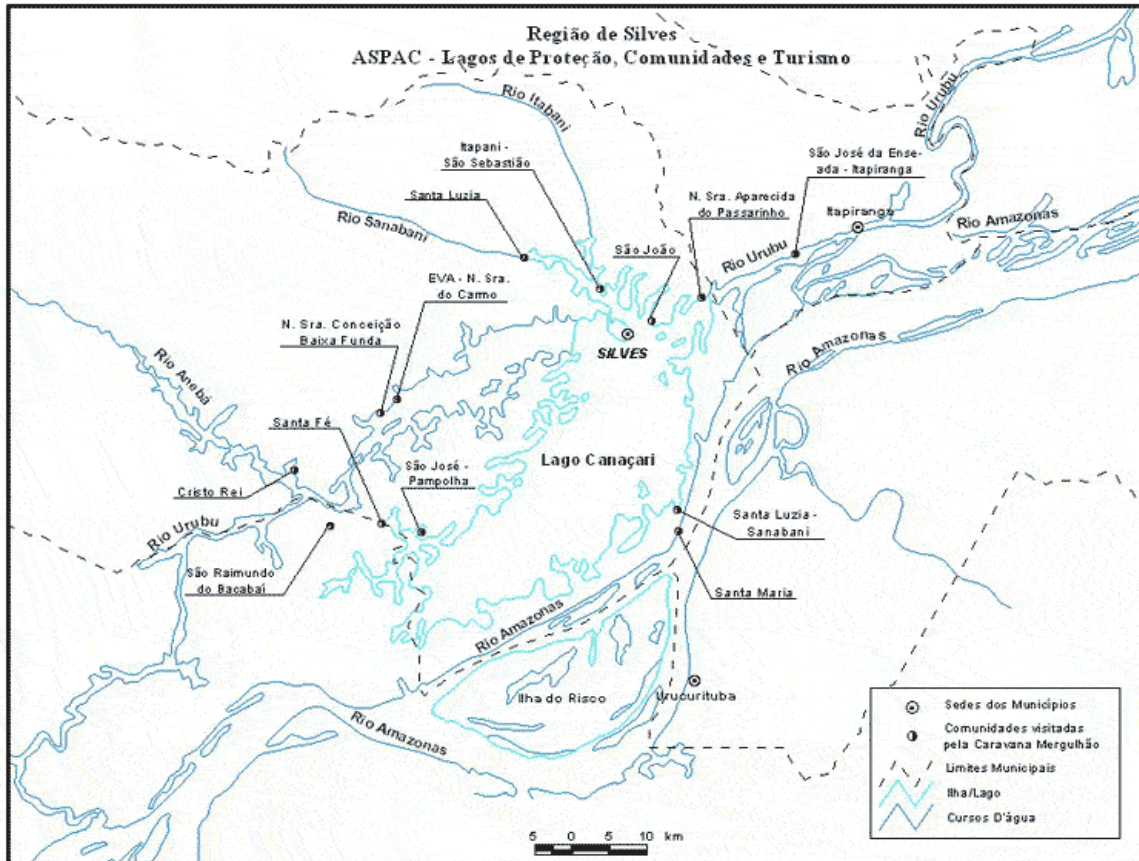 Região de Silves
ASPAC - Lagos de Proteção, Comunidades e Turismo
Rio Itabani
Rio Urubu
Itapani -
São Sebastião
São José da Ense-
ada - Itapiranga
Santa Luzia
N. Sra. Aparecida
do Passarinho
Itapiranga
Rio Sanabani
Rio Amazonas
São João
Rio Urubu
EVA - N. Sra.
do Carmo
N. Sra. Conceição
Baixa Funda
SILVES
Rio Amazonas
Rio Anebá
Santa Fé
Lago Canaçari
São José -
Pampolha
Cristo Rei
Rio Urubu
Santa Luzia -
Sanabani
São Raimundo
do Bacabaí
Santa Maria
Rio Amazonas
Ilha do Risco
Urucurituba
Rio Amazonas
Sedes dos Municípios
Comunidades visitadas
pela Caravana Mergulhão
Limites Municipais
Ilha/Lago
Cursos D'água
5 0 5 10 km